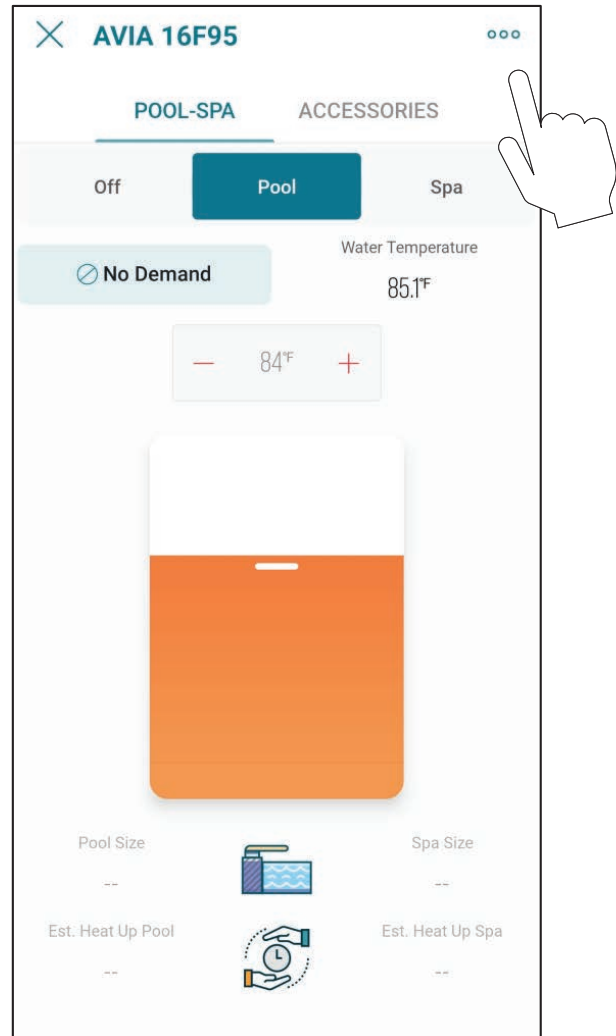 AVIA 16F95
POOL-SPA ACCESSORIES
Off Pool Spa
No Demand
Water Temperature
85.1°F
− 84°F +
Pool Size
--
Spa Size
--
Est. Heat Up Pool
--
Est. Heat Up Spa
--